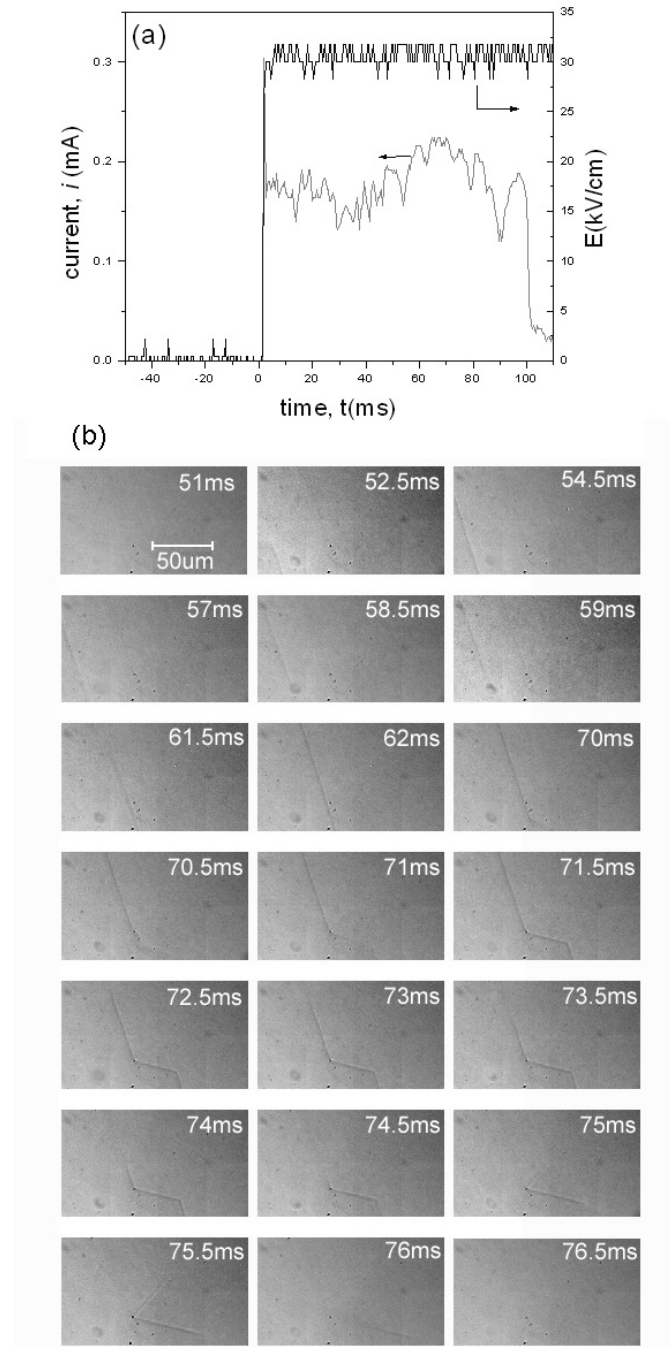 (a)
35
30
25
20
15
10
5
0
E(kV/cm)
0.3
0.2
0.1
0.0
current, i (mA)
-40 -20 0 20 40 60 80 100
time, t(ms)
(b)
51ms 52.5ms 54.5ms
50um
57ms 58.5ms 59ms
61.5ms 62ms 70ms
70.5ms 71ms 71.5ms
72.5ms 73ms 73.5ms
74ms 74.5ms 75ms
75.5ms 76ms 76.5ms